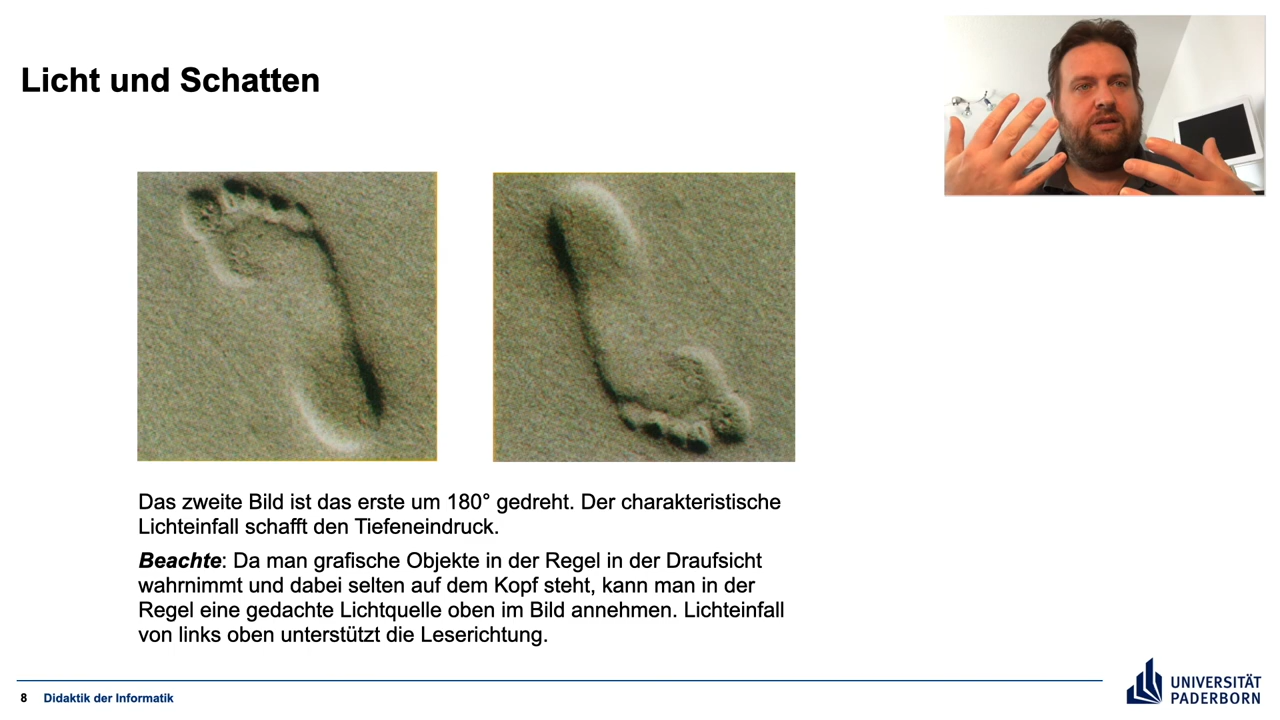 Licht und Schatten
Das zweite Bild ist das erste um 180° gedreht. Der charakteristische
Lichteinfall schafft den Tiefeneindruck.
Beachte: Da man grafische Objekte in der Regel in der Draufsicht
wahrnimmt und dabei selten auf dem Kopf steht, kann man in der
Regel eine gedachte Lichtquelle oben im Bild annehmen. Lichteinfall
von links oben unterstützt die Leserichtung.
8 Didaktik der Informatik
UNIVERSITÄT
PADERBORN